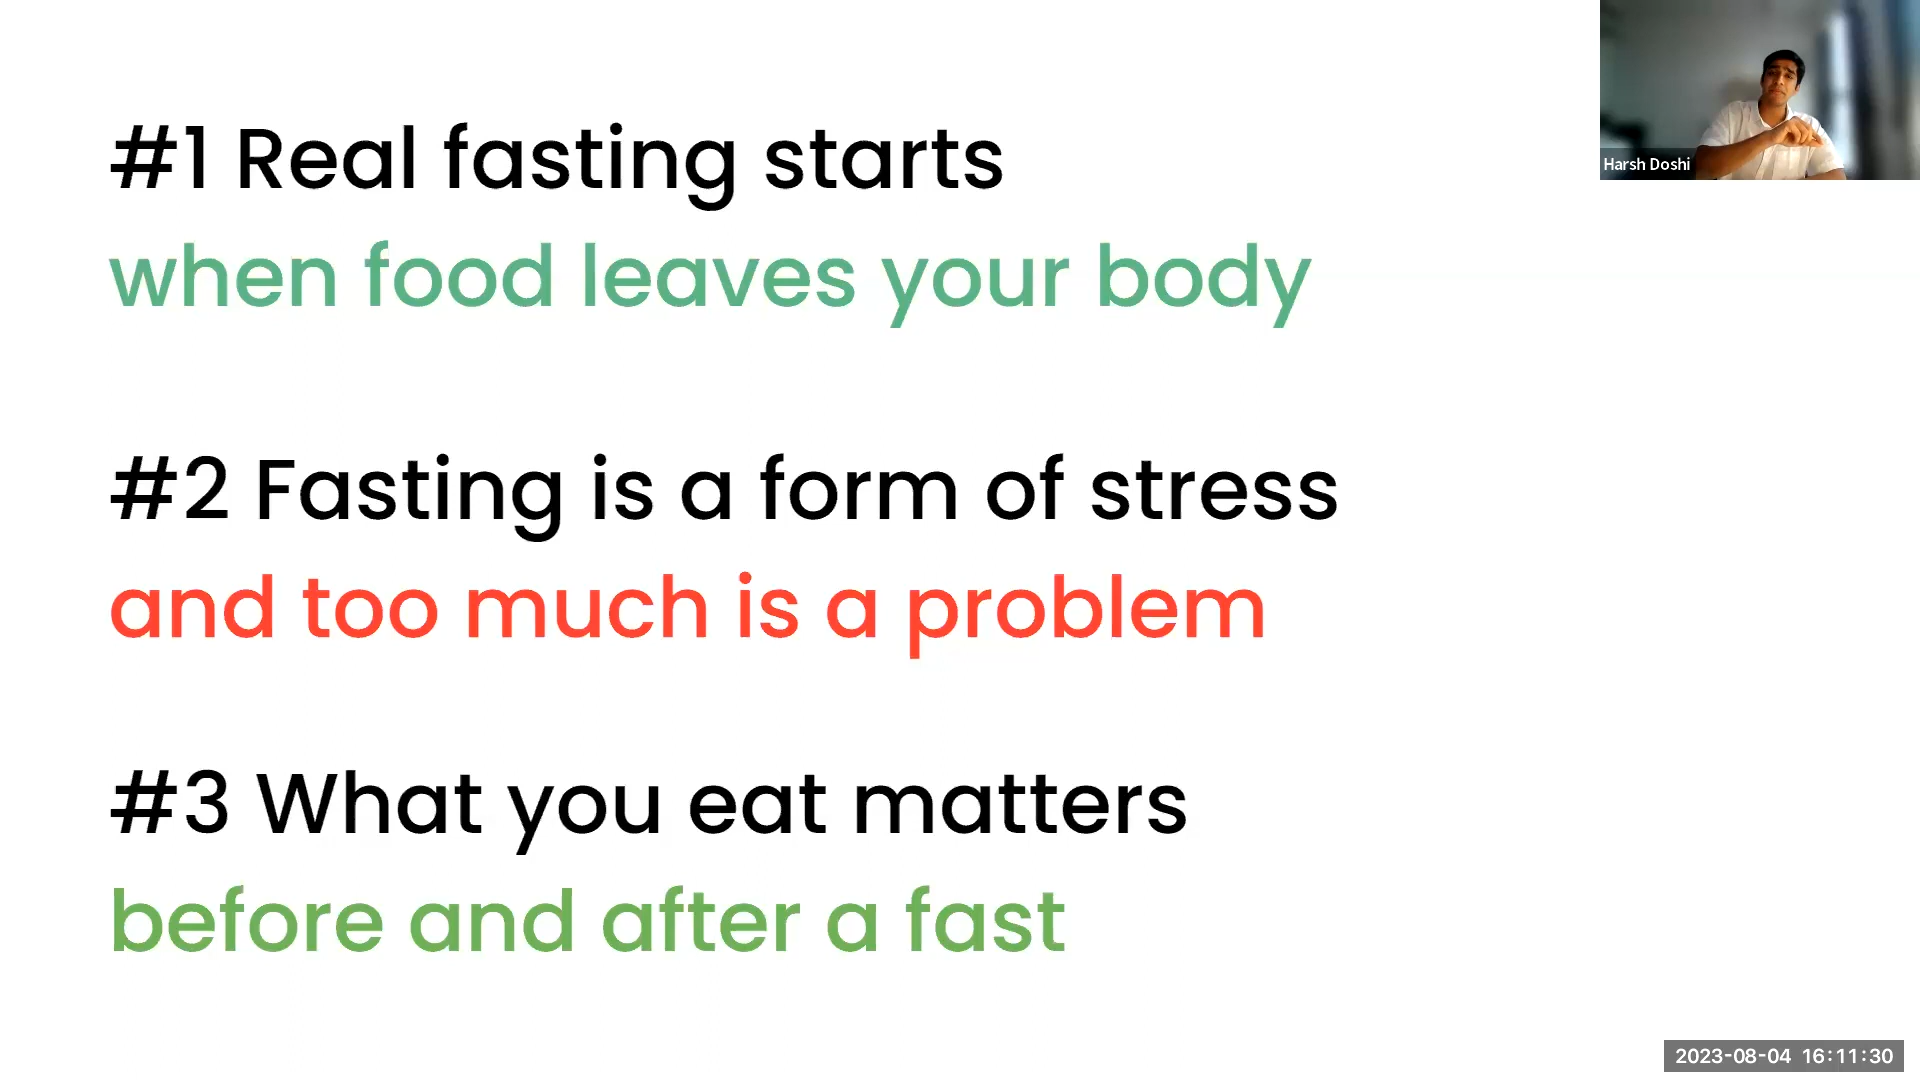 #1 Real fasting starts
when food leaves your body
#2 Fasting is a form of stress
and too much is a problem
#3 What you eat matters
before and after a fast
Harsh Doshi
2023-08-04 16:11:30